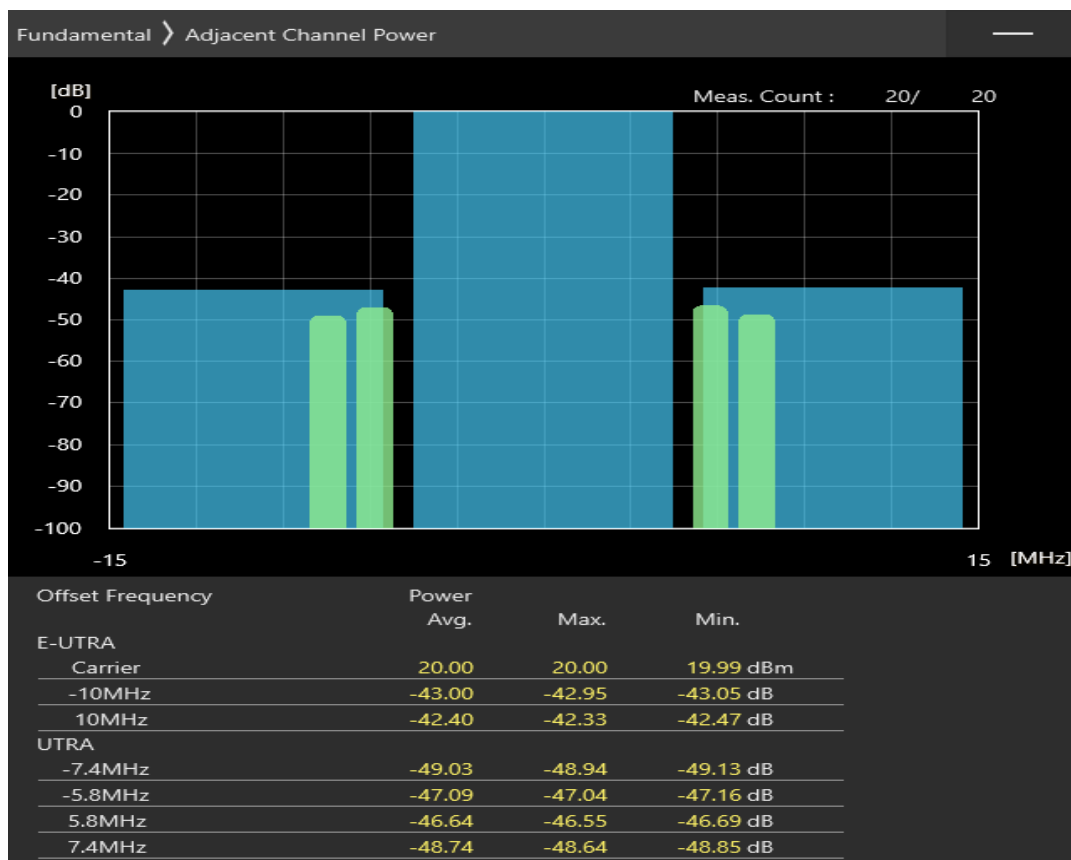 Fundamental ❯ Adjacent Channel Power
[dB]
Meas. Count : 20/ 20
0
-10
-20
-30
-40
-50
-60
-70
-80
-90
-100
-15 15 [MHz]
Offset Frequency Power
Avg. Max. Min.
E-UTRA
Carrier 20.00 20.00 19.99 dBm
-10MHz -43.00 -42.95 -43.05 dB
10MHz -42.40 -42.33 -42.47 dB
UTRA
-7.4MHz -49.03 -48.94 -49.13 dB
-5.8MHz -47.09 -47.04 -47.16 dB
5.8MHz -46.64 -46.55 -46.69 dB
7.4MHz -48.74 -48.64 -48.85 dB